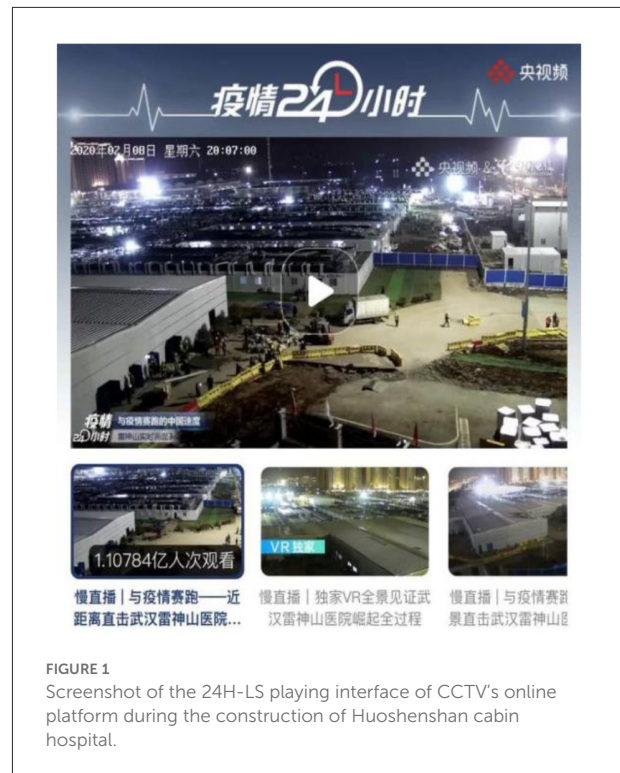 疫情24小时
央视频
2020年02月08日 星期六 20:07:00
央视频 &
疫情
24小时
与疫情赛跑的中国速度
1.10784亿人次观看
VR独家
慢直播 | 与疫情赛跑——近
距离直击武汉雷神山医院...
慢直播 | 独家VR全景见证武
汉雷神山医院崛起全过程
慢直播 | 与疫情赛
景直击武汉雷神山
FIGURE 1
Screenshot of the 24H-LS playing interface of CCTV's online
platform during the construction of Huoshenshan cabin
hospital.